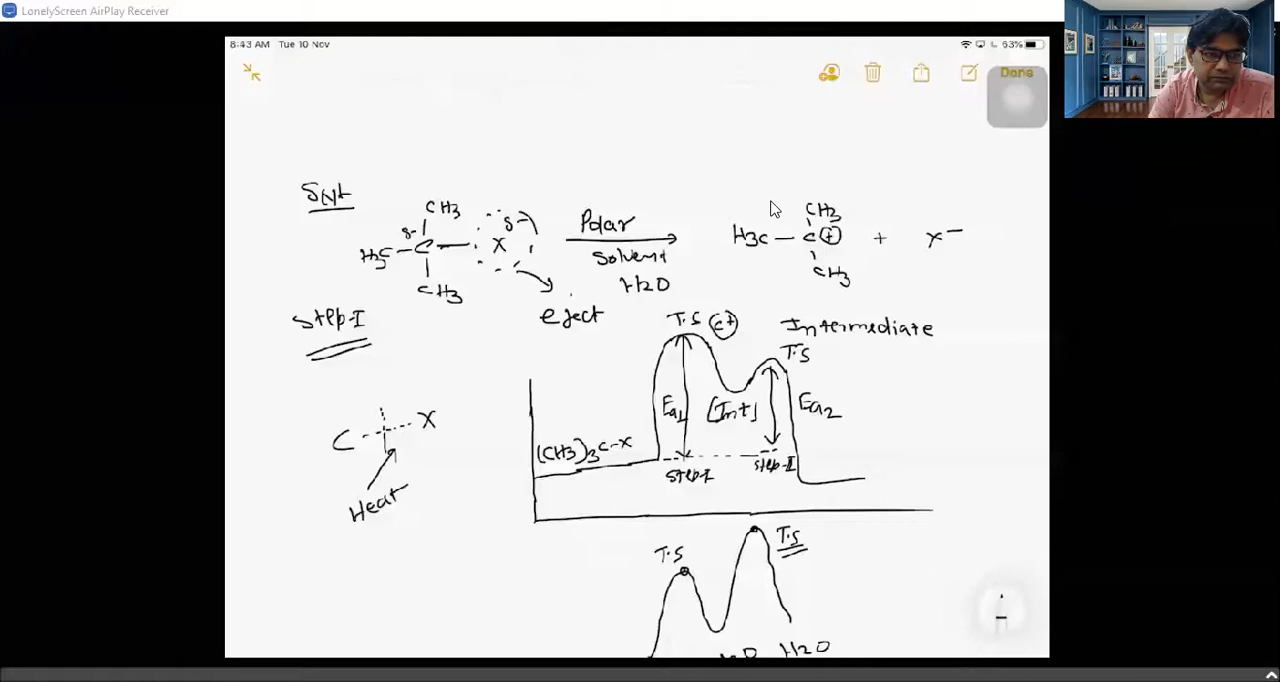 LonelyScreen AirPlay Receiver
8:43 AM Tue 10 Nov
63%
Done
SN1
CH3
δ-
δ-
H3C - C - X
CH3
Polar
Solvent
H2O
eject
CH3
H3C - C (+) + X-
CH3
Step-I
T.S (C+)
Intermediate
T.S
C X
Heat
Ea1
[Int]
Ea2
(CH3)3C-X
Step-I
Step-II
T.S
T.S
H2O